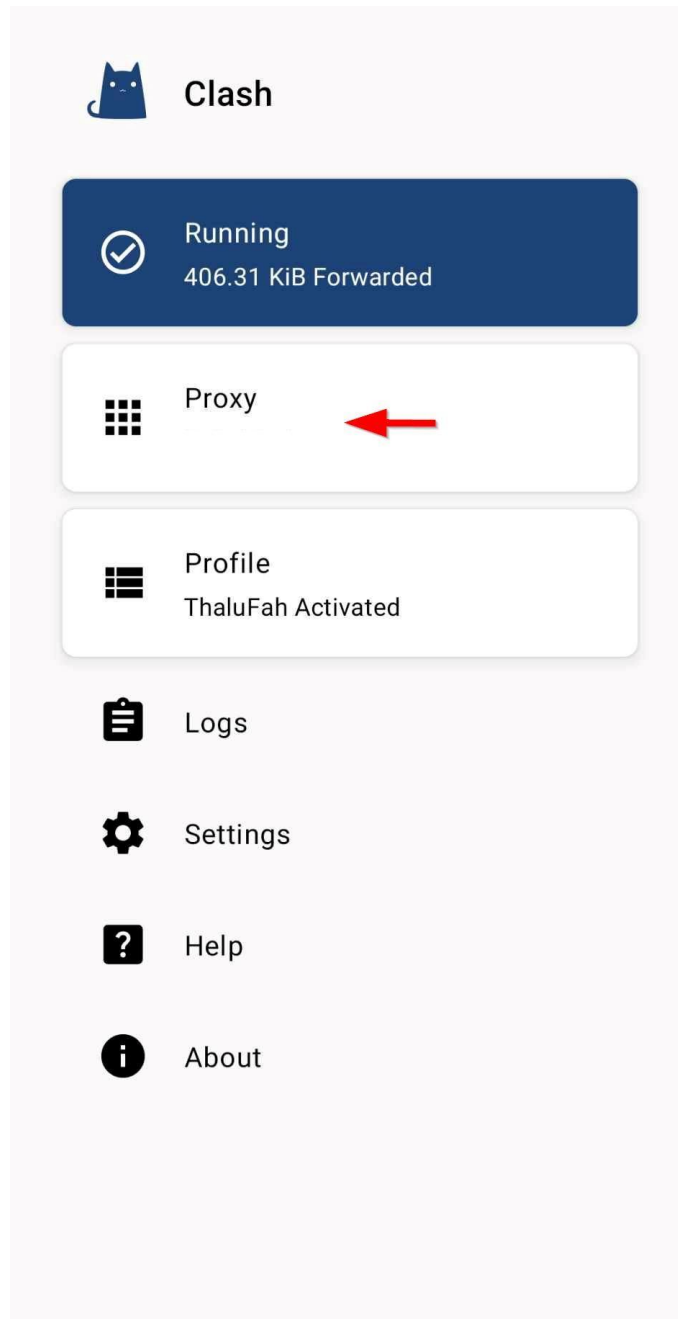 Clash
Running
406.31 KiB Forwarded
Proxy
Profile
ThaluFah Activated
Logs
Settings
Help
About